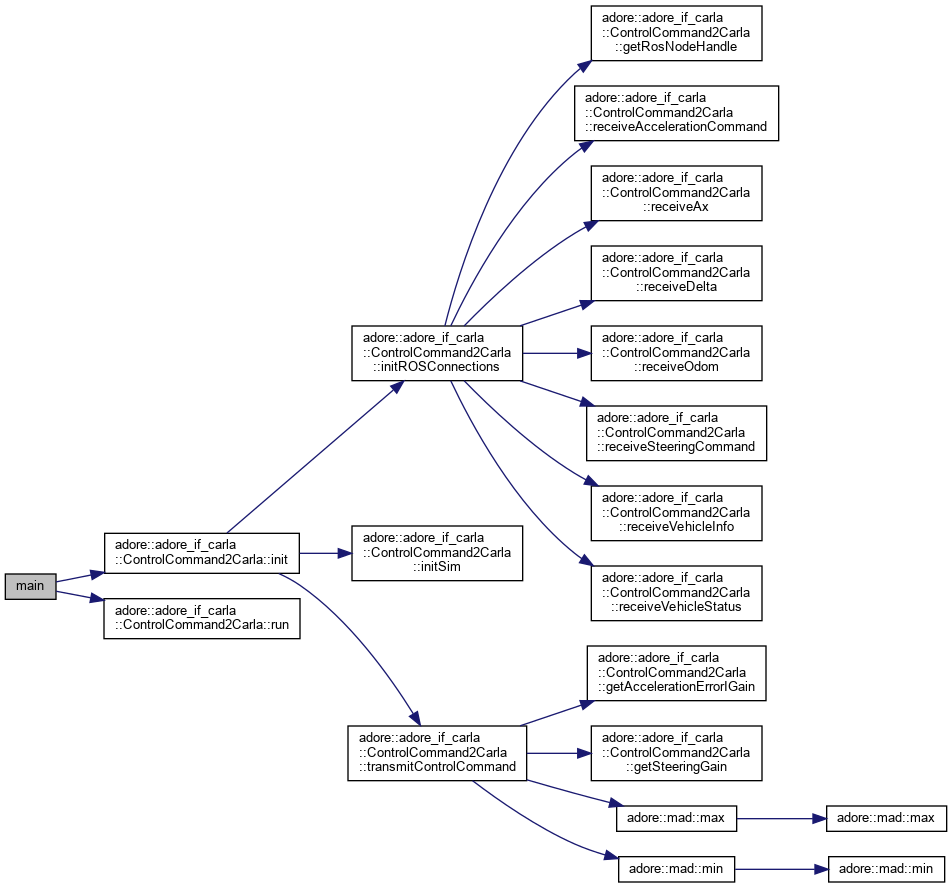 adore::adore_if_carla
::ControlCommand2Carla
::getRosNodeHandle
adore::adore_if_carla
::ControlCommand2Carla
::receiveAccelerationCommand
adore::adore_if_carla
::ControlCommand2Carla
::receiveAx
adore::adore_if_carla
::ControlCommand2Carla
::receiveDelta
adore::adore_if_carla
::ControlCommand2Carla
::initROSConnections
adore::adore_if_carla
::ControlCommand2Carla
::receiveOdom
adore::adore_if_carla
::ControlCommand2Carla
::receiveSteeringCommand
adore::adore_if_carla
::ControlCommand2Carla
::receiveVehicleInfo
adore::adore_if_carla
::ControlCommand2Carla::init
adore::adore_if_carla
::ControlCommand2Carla
::initSim
main
adore::adore_if_carla
::ControlCommand2Carla::run
adore::adore_if_carla
::ControlCommand2Carla
::receiveVehicleStatus
adore::adore_if_carla
::ControlCommand2Carla
::getAccelerationErrorIGain
adore::adore_if_carla
::ControlCommand2Carla
::transmitControlCommand
adore::adore_if_carla
::ControlCommand2Carla
::getSteeringGain
adore::mad::max
adore::mad::max
adore::mad::min
adore::mad::min